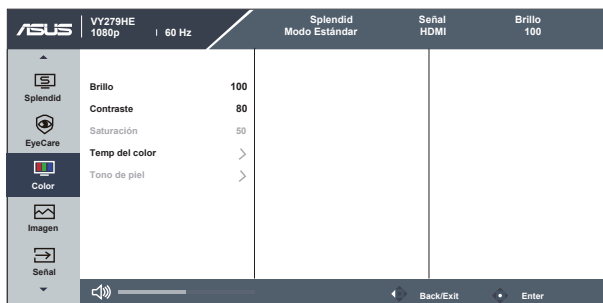 ASUS
VY279HE
1080p | 60 Hz
Splendid
Modo Estándar
Señal
HDMI
Brillo
100
Splendid
EyeCare
Color
Imagen
Señal
Brillo 100
Contraste 80
Saturación 50
Temp del color
Tono de piel
Back/Exit
Enter